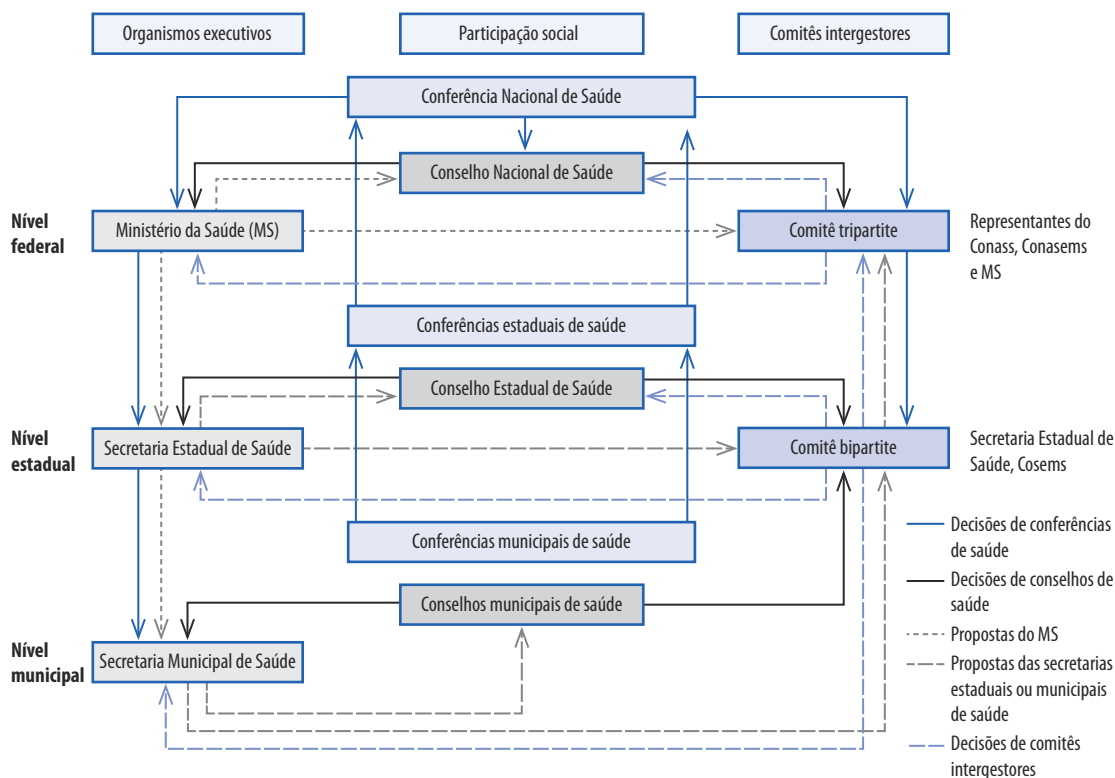 Organismos executivos
Participação social
Comitês intergestores
Conferência Nacional de Saúde
Conselho Nacional de Saúde
Nível
federal
Ministério da Saúde (MS)
Comitê tripartite
Representantes do
Conass, Conasems
e MS
Conferências estaduais de saúde
Conselho Estadual de Saúde
Nível
estadual
Secretaria Estadual de Saúde
Comitê bipartite
Secretaria Estadual de
Saúde, Cosems
Conferências municipais de saúde
Conselhos municipais de saúde
Nível
municipal
Secretaria Municipal de Saúde
Decisões de conferências
de saúde
Decisões de conselhos de
saúde
Propostas do MS
Propostas das secretarias
estaduais ou municipais
de saúde
Decisões de comitês
intergestores